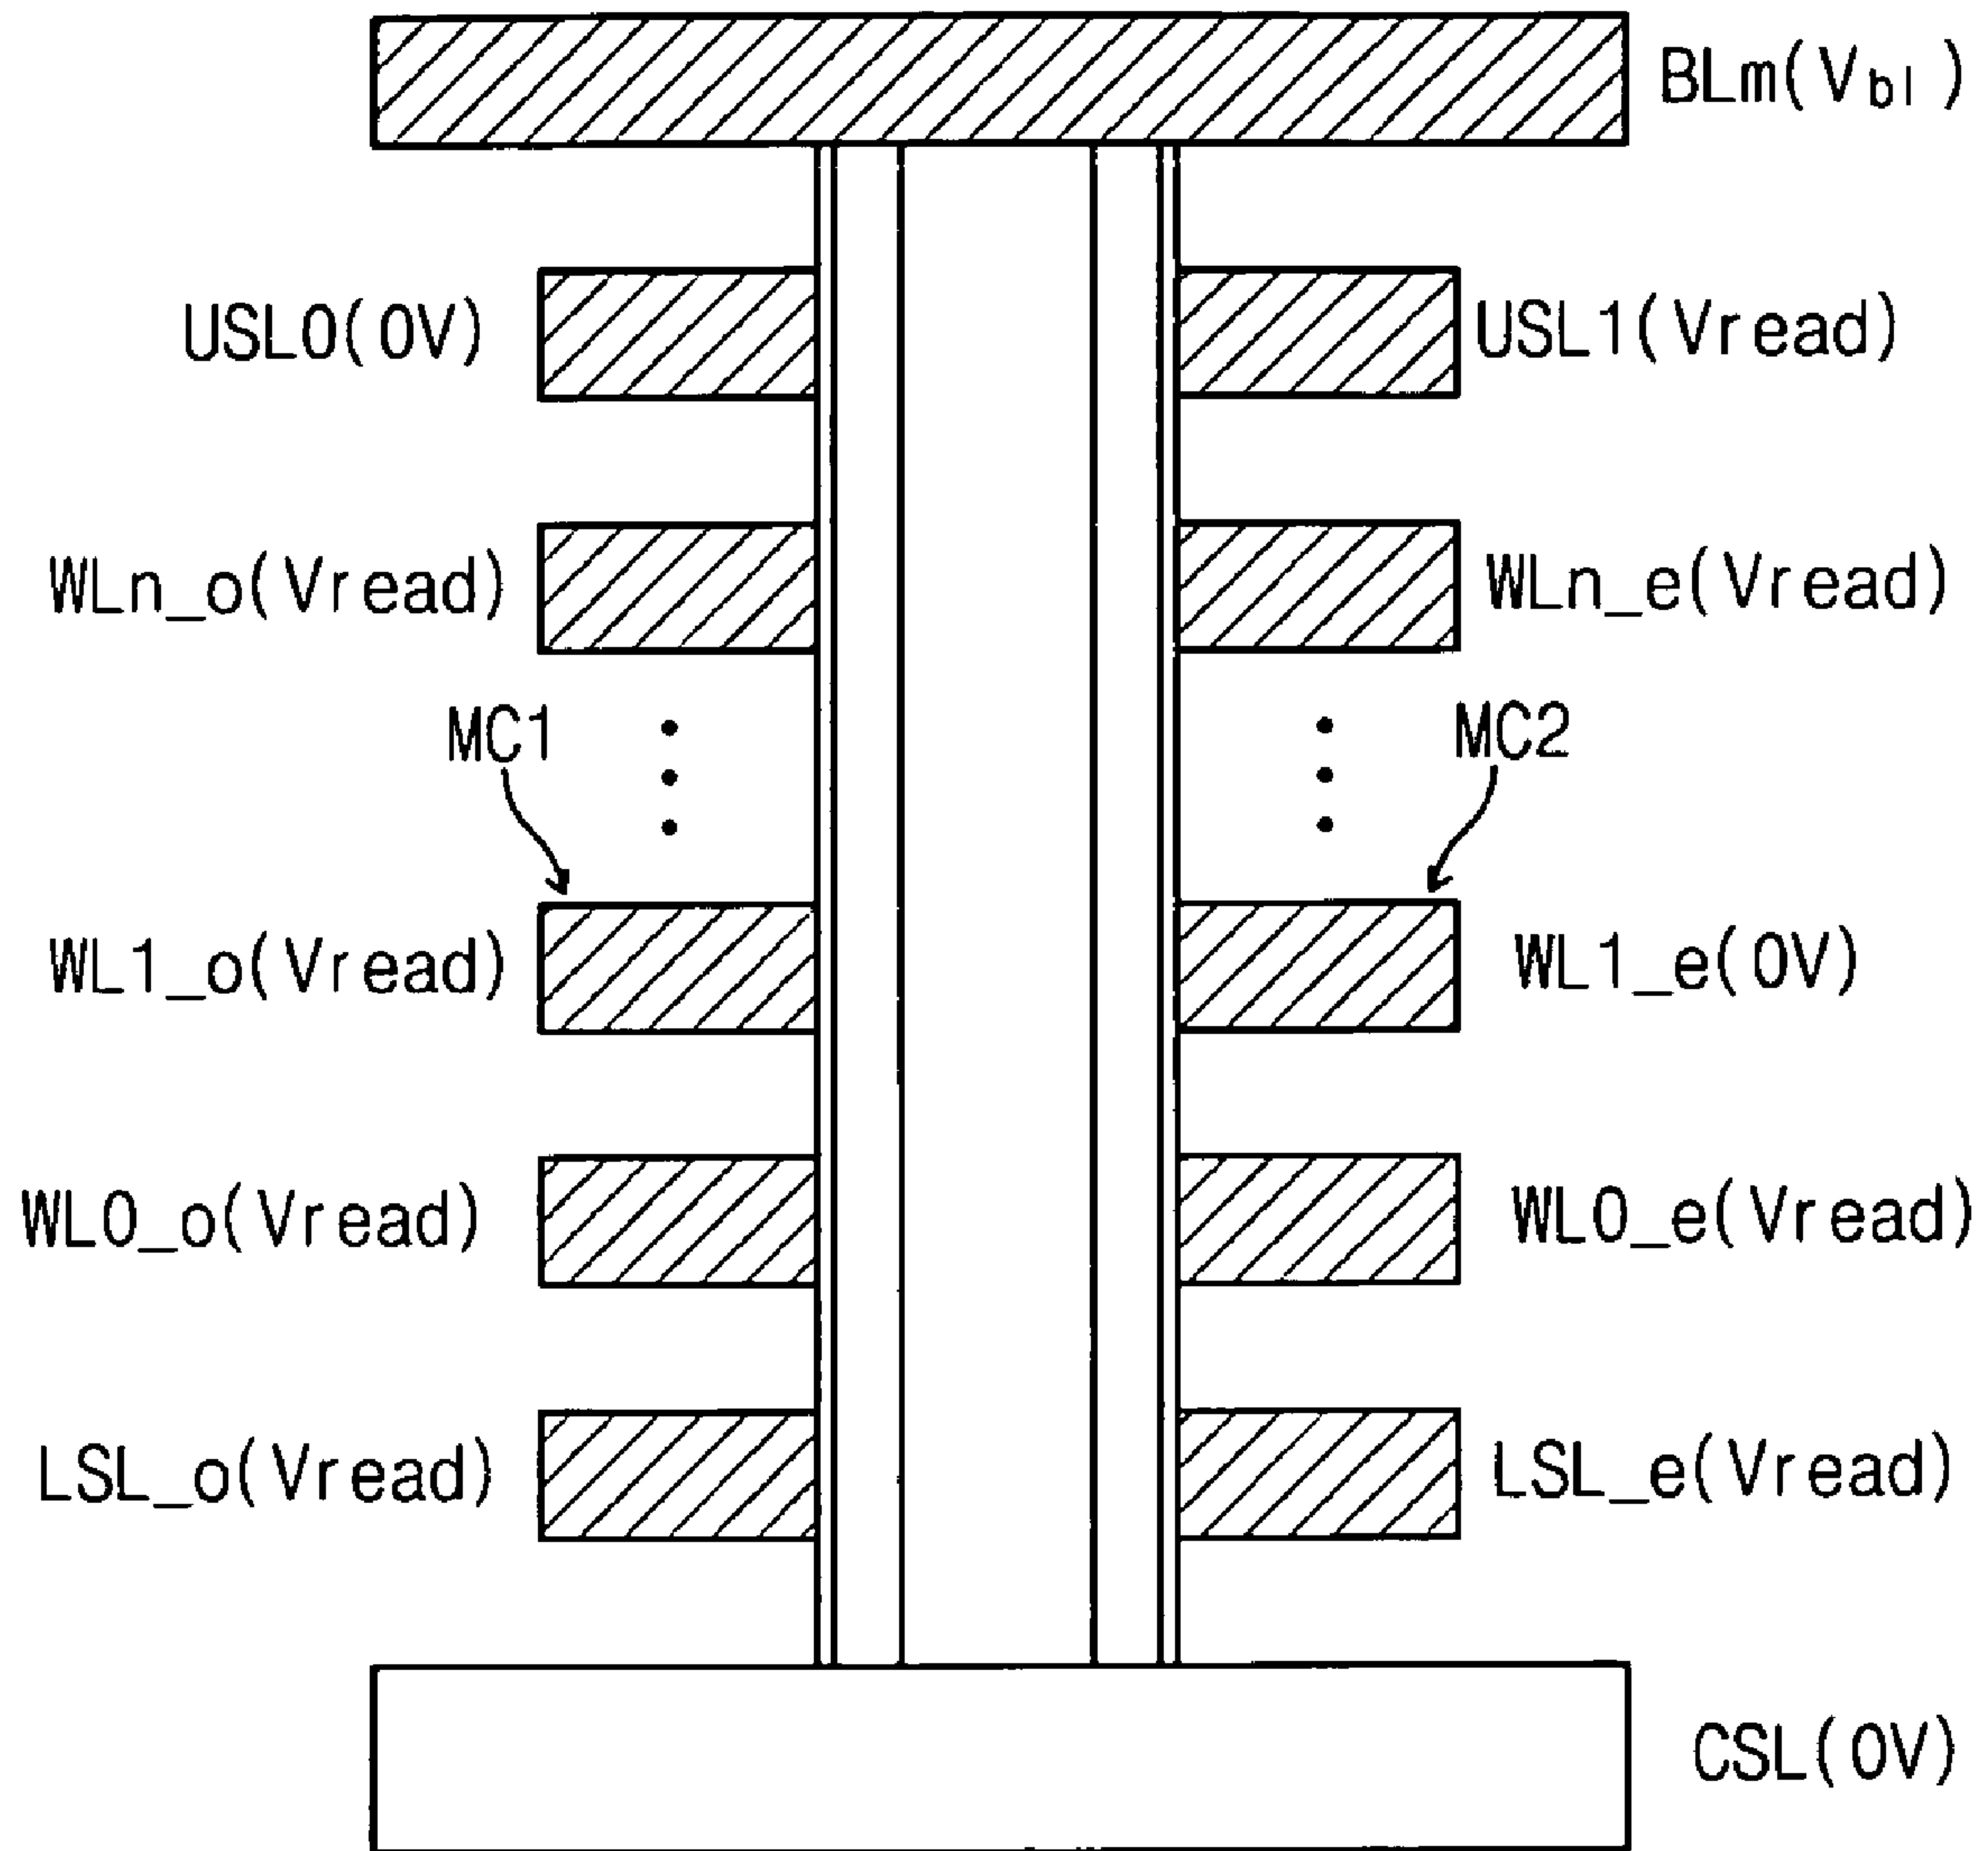 BLm(Vbl)
USL0(0V)
USL1(Vread)
WLn_o(Vread)
WLn_e(Vread)
MC1
MC2
WL1_o(Vread)
WL1_e(0V)
WL0_o(Vread)
WL0_e(Vread)
LSL_o(Vread)
LSL_e(Vread)
CSL(0V)